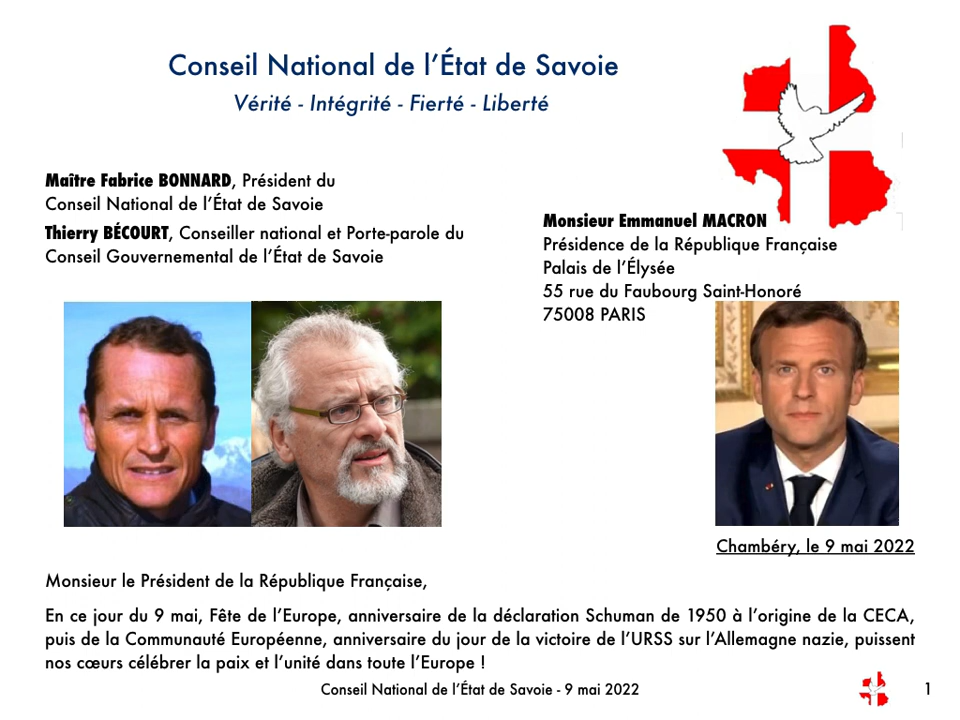 Conseil National de l’État de Savoie
Vérité - Intégrité - Fierté - Liberté
Maître Fabrice BONNARD, Président du
Conseil National de l’État de Savoie
Thierry BÉCOURT, Conseiller national et Porte-parole du
Conseil Gouvernemental de l’État de Savoie
Monsieur Emmanuel MACRON
Présidence de la République Française
Palais de l’Élysée
55 rue du Faubourg Saint-Honoré
75008 PARIS
Chambéry, le 9 mai 2022
Monsieur le Président de la République Française,
En ce jour du 9 mai, Fête de l’Europe, anniversaire de la déclaration Schuman de 1950 à l’origine de la CECA,
puis de la Communauté Européenne, anniversaire du jour de la victoire de l’URSS sur l’Allemagne nazie, puissent
nos cœurs célébrer la paix et l’unité dans toute l’Europe !
Conseil National de l’État de Savoie - 9 mai 2022
1